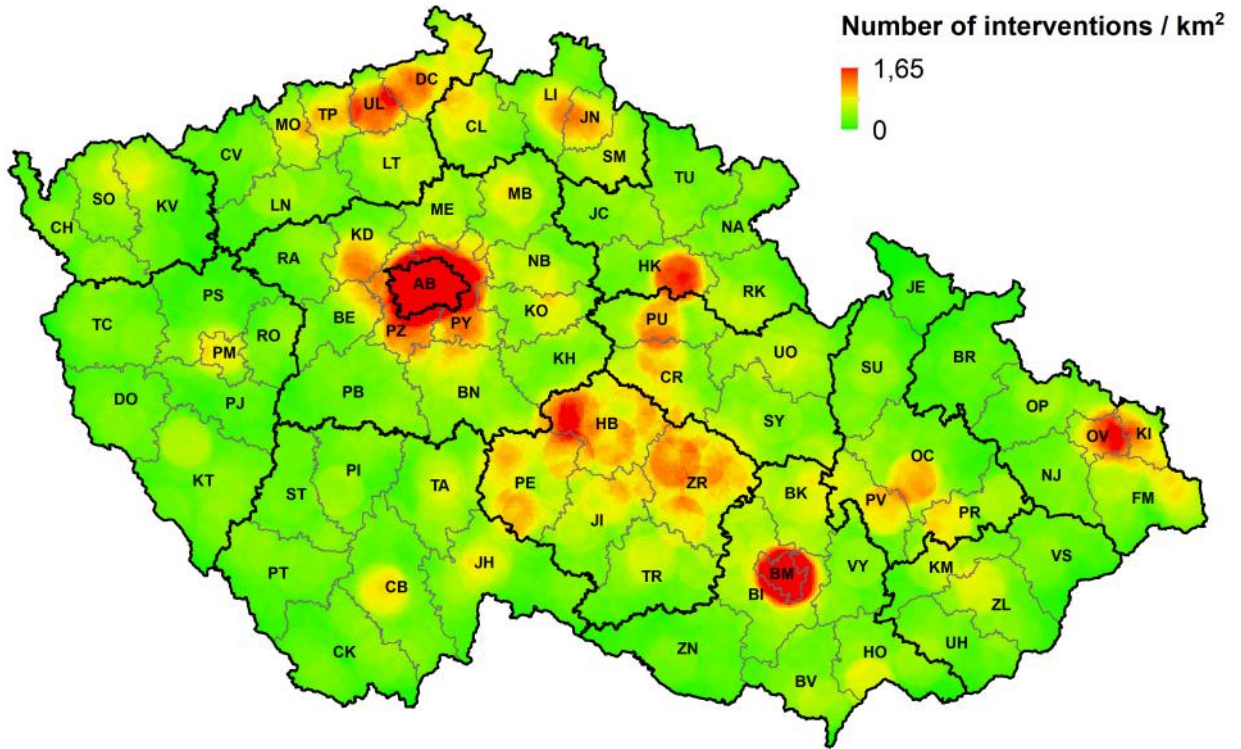 Number of interventions / km²
1,65
0
DC
UL
TP
MO
LI
JN
CL
CV
LT
SM
TU
SO
KV
LN
MB
CH
ME
JC
NA
KD
RA
NB
HK
AB
JE
PS
RK
TC
BE
KO
PU
PZ
PY
RO
PM
UO
BR
KH
SU
CR
DO
PJ
PB
BN
OP
SY
HB
OV
KI
OC
PI
KT
ST
TA
PE
ZR
NJ
BK
PV
FM
PR
JI
VS
PT
JH
TR
BM
VY
KM
CB
BI
ZL
CK
ZN
HO
UH
BV